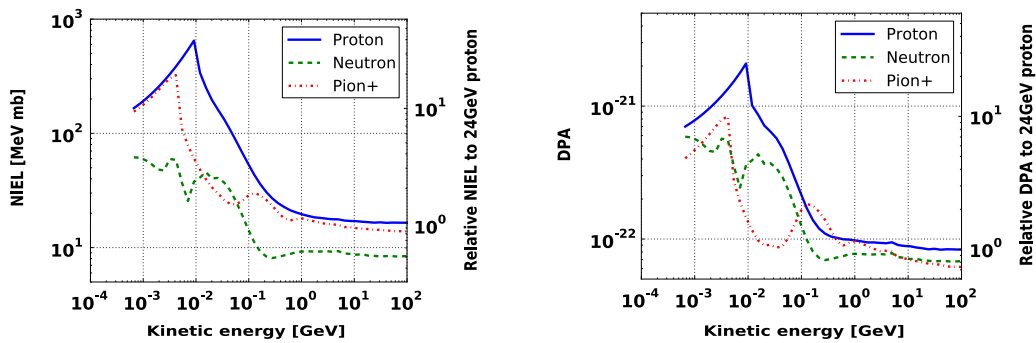 10^3
10^2
10^1
NIEL [MeV mb]
Proton
Neutron
Pion+
10^1
10^0
Relative NIEL to 24GeV proton
10^-4 10^-3 10^-2 10^-1 10^0 10^1 10^2
Kinetic energy [GeV]
10^-21
10^-22
DPA
Proton
Neutron
Pion+
10^1
10^0
Relative DPA to 24GeV proton
10^-4 10^-3 10^-2 10^-1 10^0 10^1 10^2
Kinetic energy [GeV]